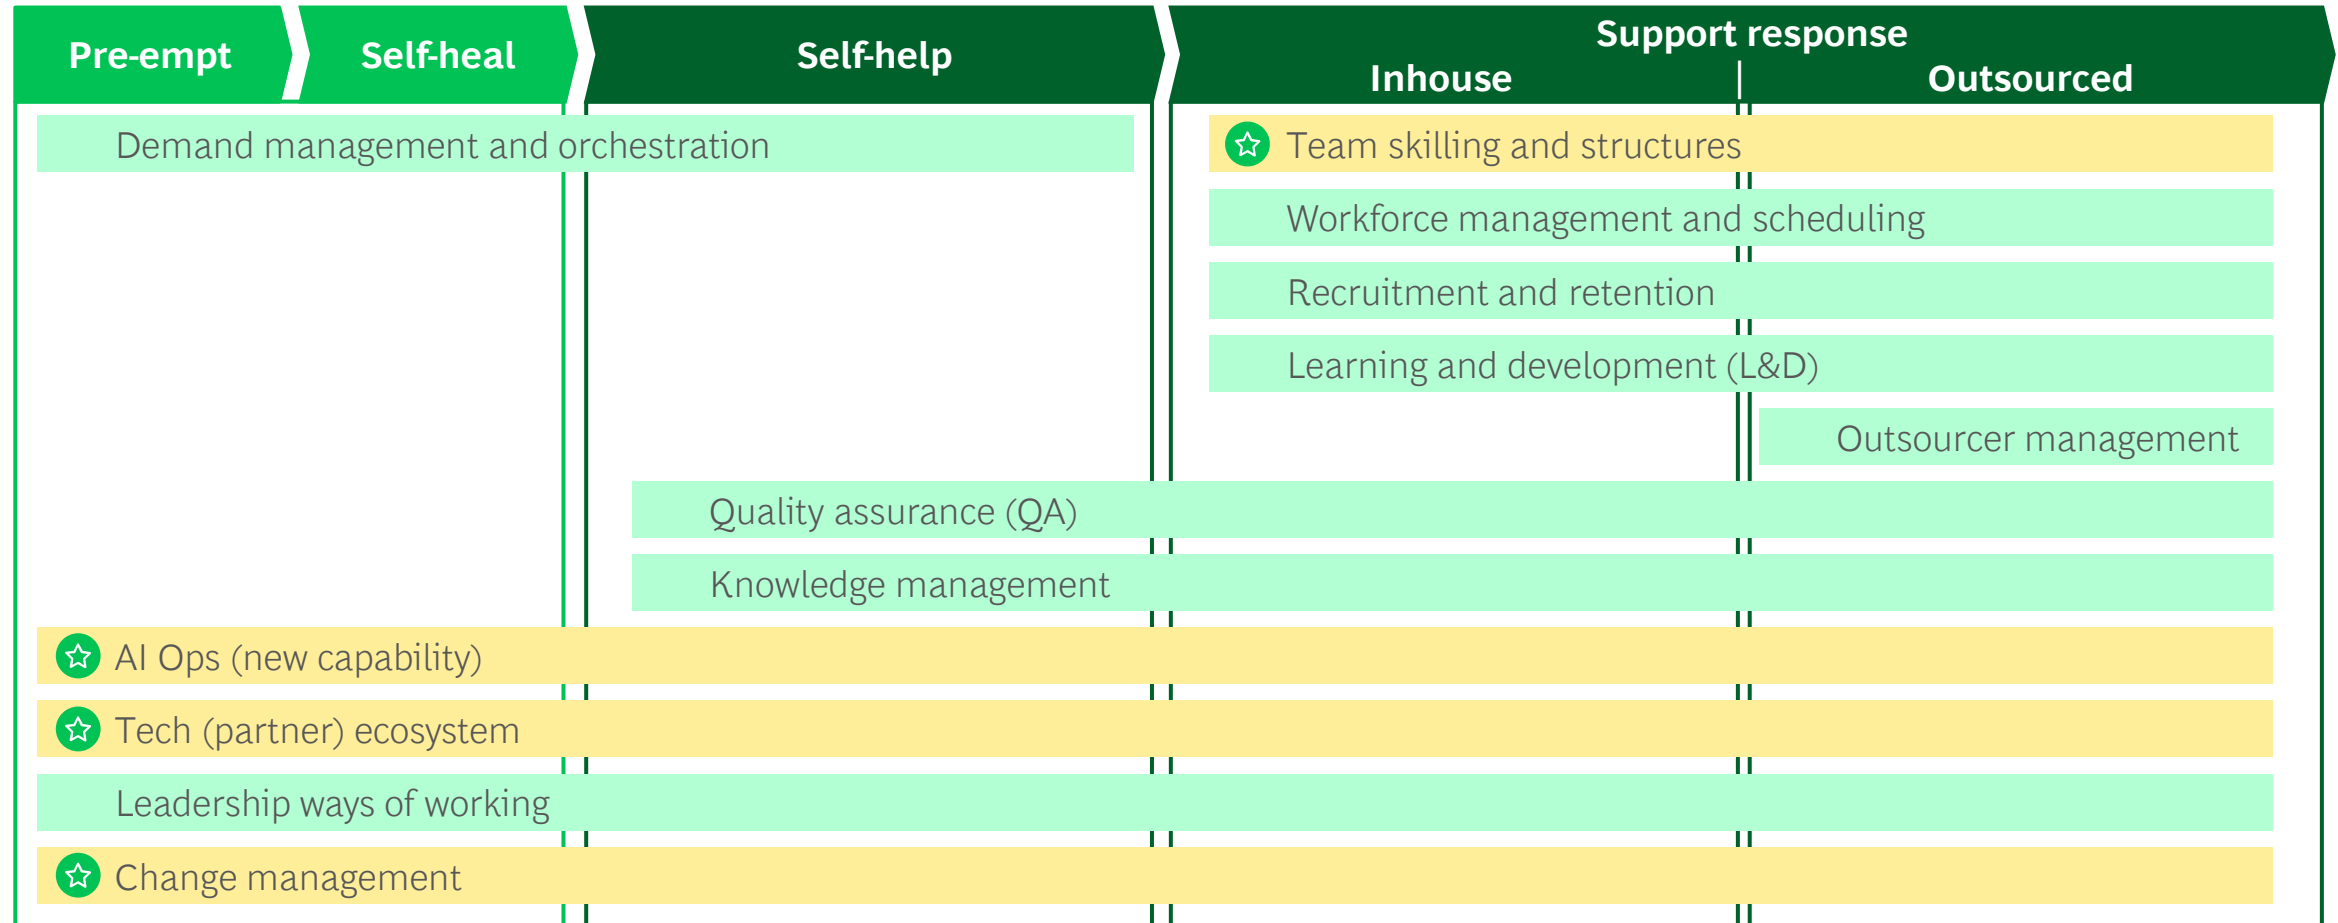 Pre-empt
Self-heal
Self-help
Support response
Inhouse
Outsourced
Demand management and orchestration
Team skilling and structures
Workforce management and scheduling
Recruitment and retention
Learning and development (L&D)
Outsourcer management
Quality assurance (QA)
Knowledge management
AI Ops (new capability)
Tech (partner) ecosystem
Leadership ways of working
Change management